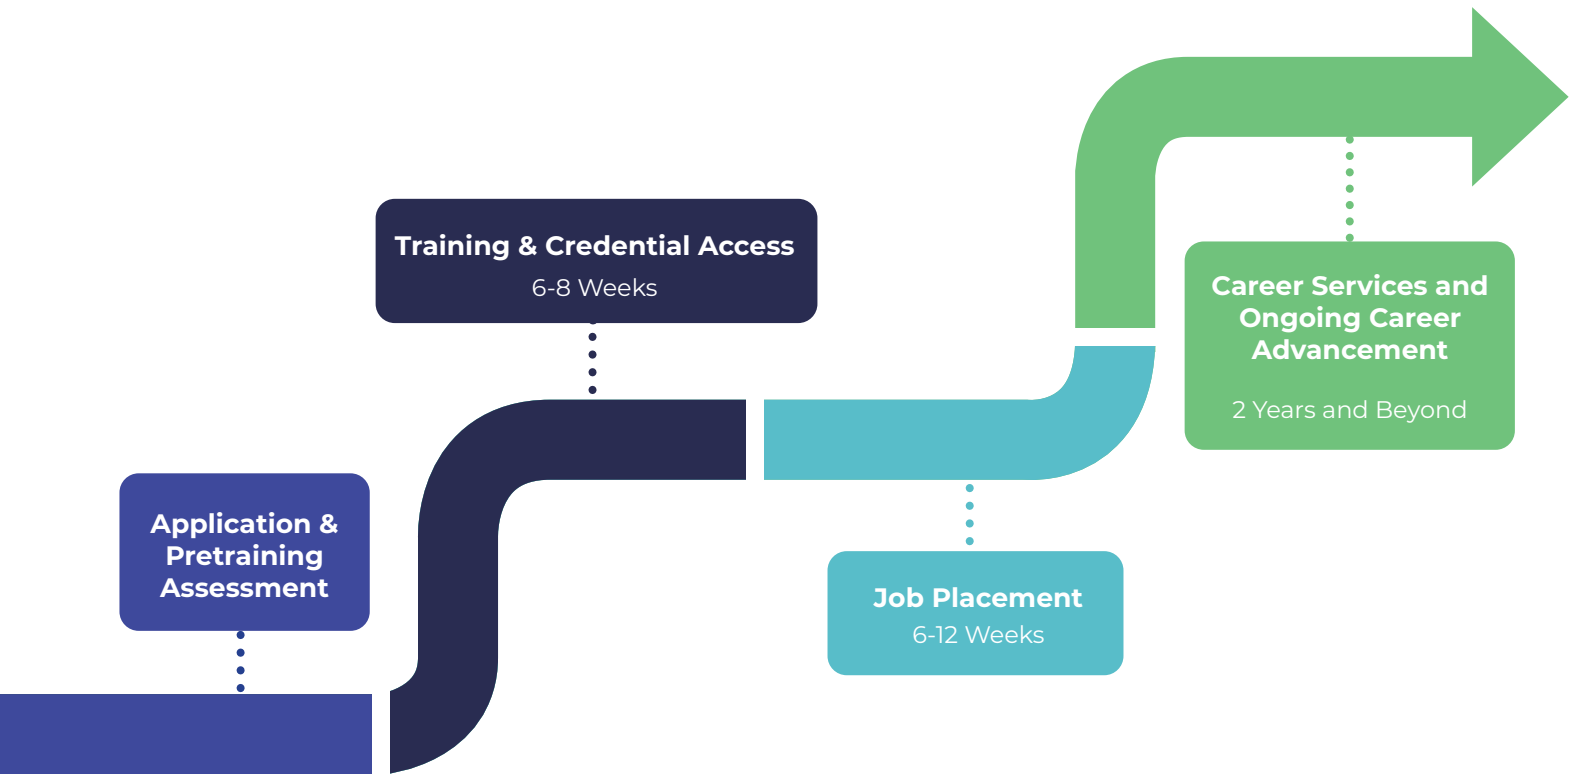 Application &
Pretraining
Assessment
Training & Credential Access
6-8 Weeks
Job Placement
6-12 Weeks
Career Services and
Ongoing Career
Advancement
2 Years and Beyond